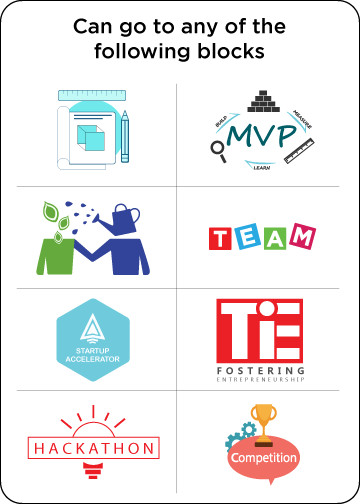 Can go to any of the
following blocks
BUILD
MEASURE
MVP
LEARN
TEAM
STARTUP
ACCELERATOR
TiE
FOSTERING
ENTREPRENEURSHIP
HACKATHON
Competition